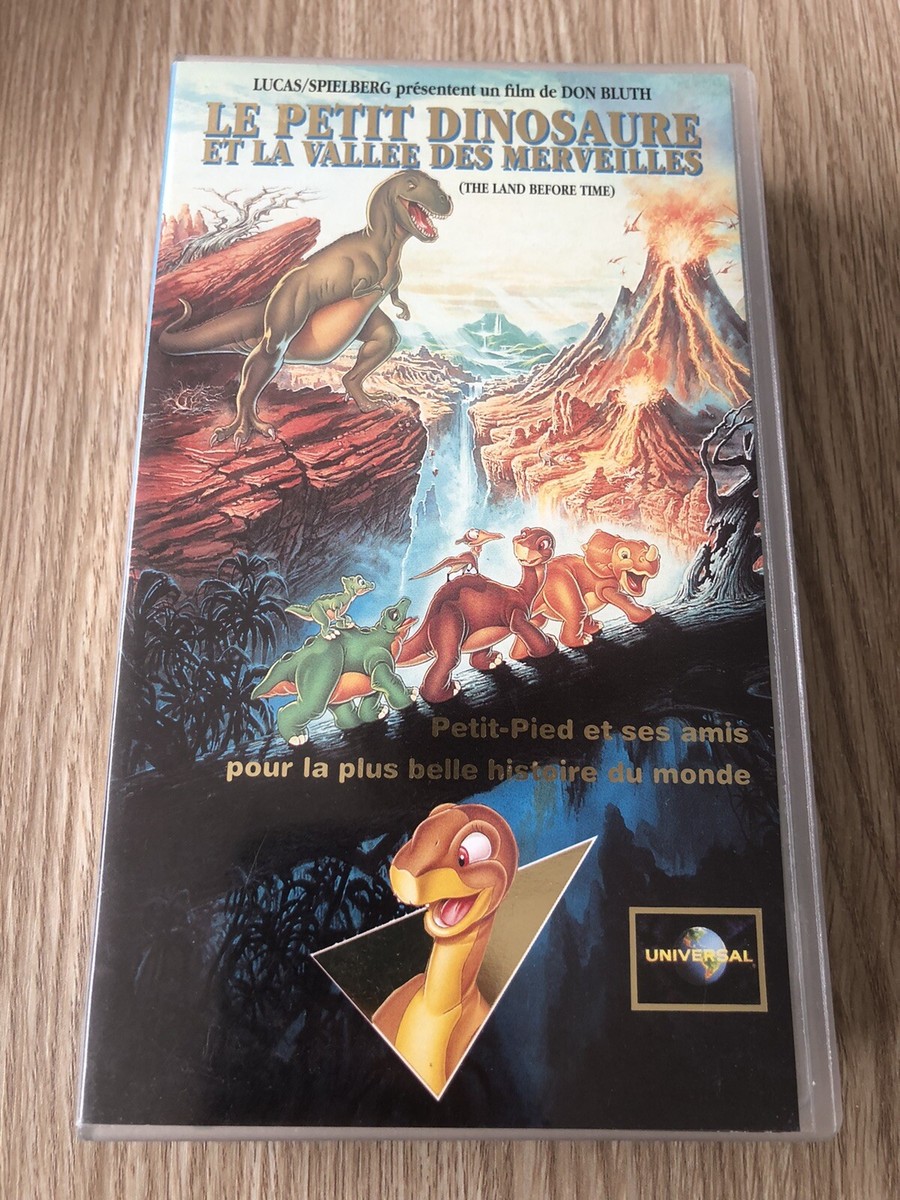 LUCAS/SPIELBERG présentent un film de DON BLUTH
LE PETIT DINOSAURE
ET LA VALLEE DES MERVEILLES
(THE LAND BEFORE TIME)
Petit-Pied et ses amis
pour la plus belle histoire du monde
UNIVERSAL